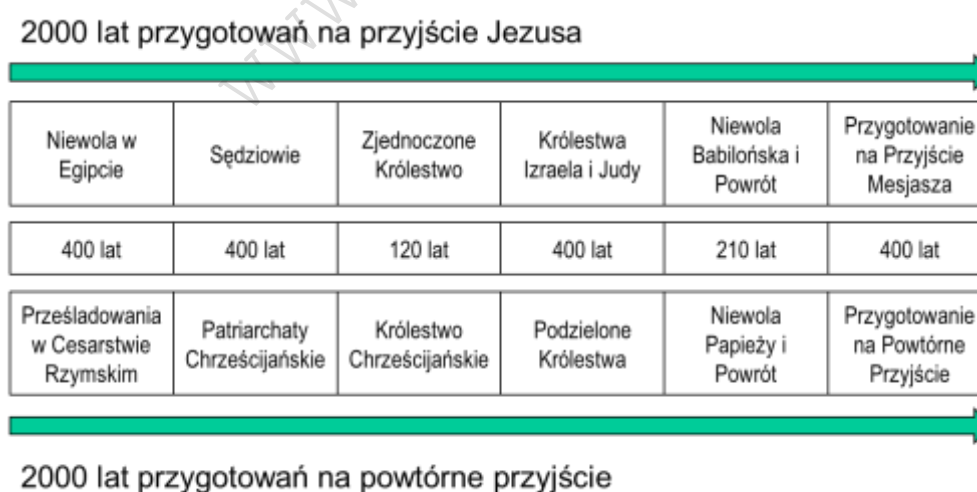 2000 lat przygotowań na przyjście Jezusa
Niewola w
Egipcie
Sędziowie
Zjednoczone
Królestwo
Królestwa
Izraela i Judy
Niewola
Babilońska i
Powrót
Przygotowanie
na Przyjście
Mesjasza
400 lat
400 lat
120 lat
400 lat
210 lat
400 lat
Prześladowania
w Cesarstwie
Rzymskim
Patriarchaty
Chrześcijańskie
Królestwo
Chrześcijańskie
Podzielone
Królestwa
Niewola
Papieży i
Powrót
Przygotowanie
na Powtórne
Przyjście
2000 lat przygotowań na powtórne przyjście